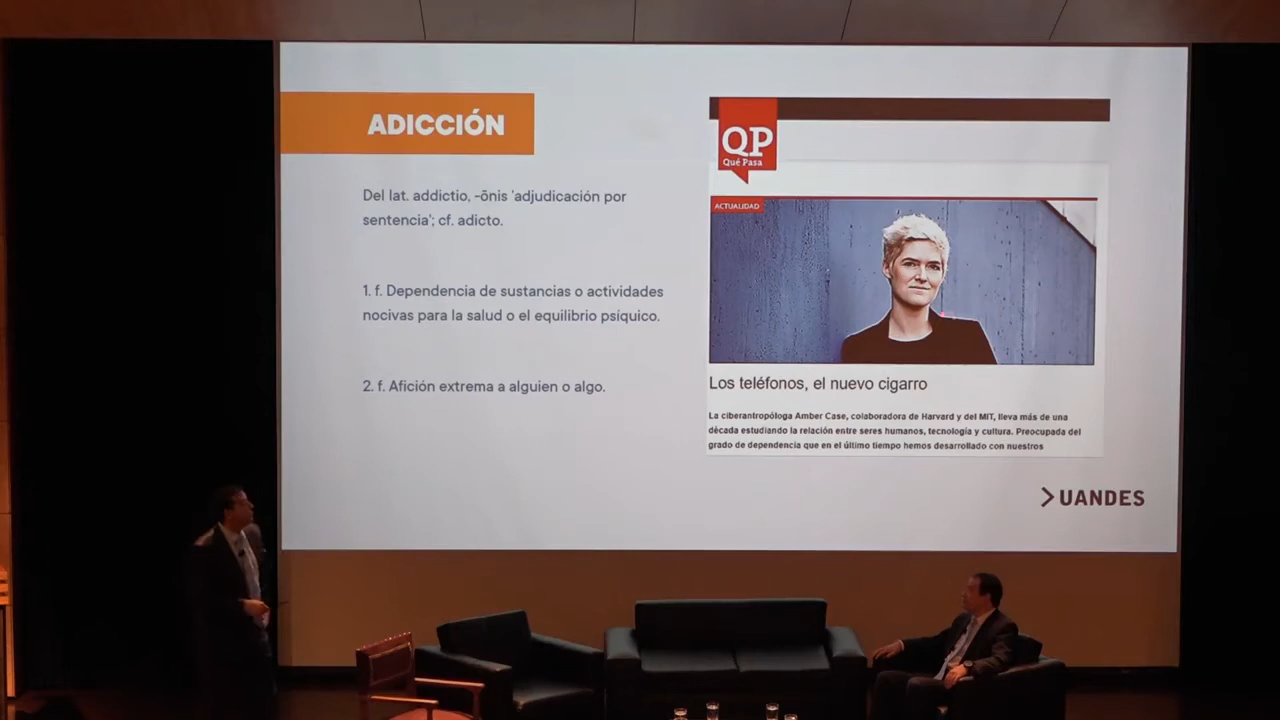 ADICCIÓN
Del lat. addictio, -ōnis 'adjudicación por
sentencia'; cf. adicto.
1. f. Dependencia de sustancias o actividades
nocivas para la salud o el equilibrio psíquico.
2. f. Afición extrema a alguien o algo.
QP
Qué Pasa
ACTUALIDAD
Los teléfonos, el nuevo cigarro
La ciberantropóloga Amber Case, colaboradora de Harvard y del MIT, lleva más de una
década estudiando la relación entre seres humanos, tecnología y cultura. Preocupada del
grado de dependencia que en el último tiempo hemos desarrollado con nuestros
UANDES